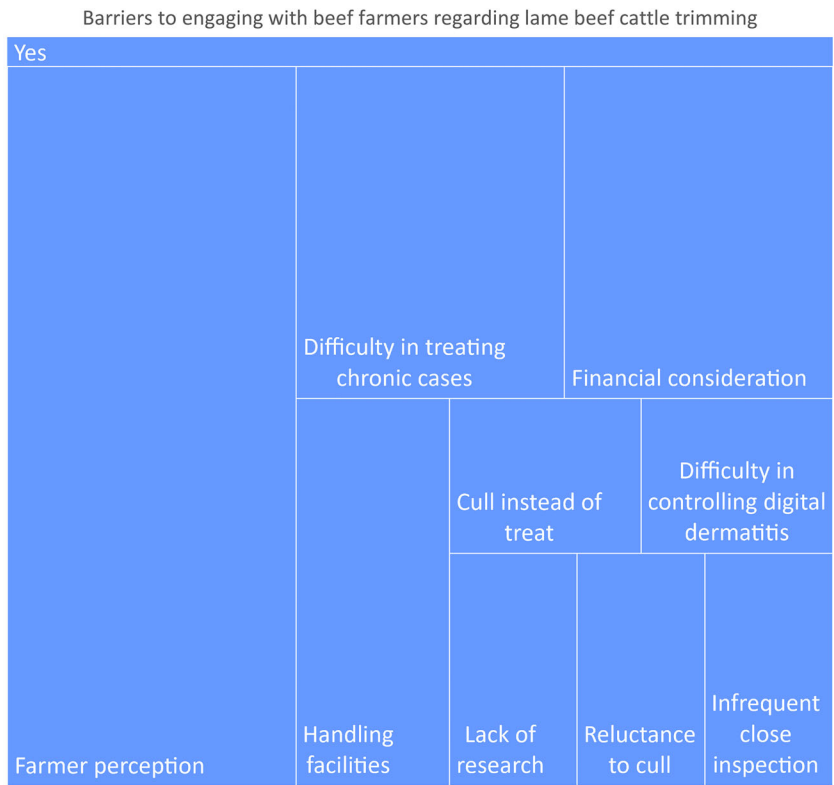 Barriers to engaging with beef farmers regarding lame beef cattle trimming
Yes
Farmer perception
Difficulty in treating
chronic cases
Financial consideration
Handling
facilities
Cull instead of
treat
Difficulty in
controlling digital
dermatitis
Lack of
research
Reluctance
to cull
Infrequent
close
inspection